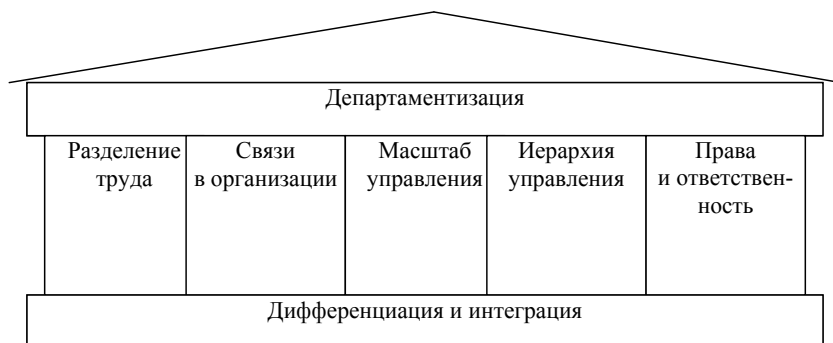 Департаментизация
Разделение
труда
Связи
в организации
Масштаб
управления
Иерархия
управления
Права
и ответствен-
ность
Дифференциация и интеграция